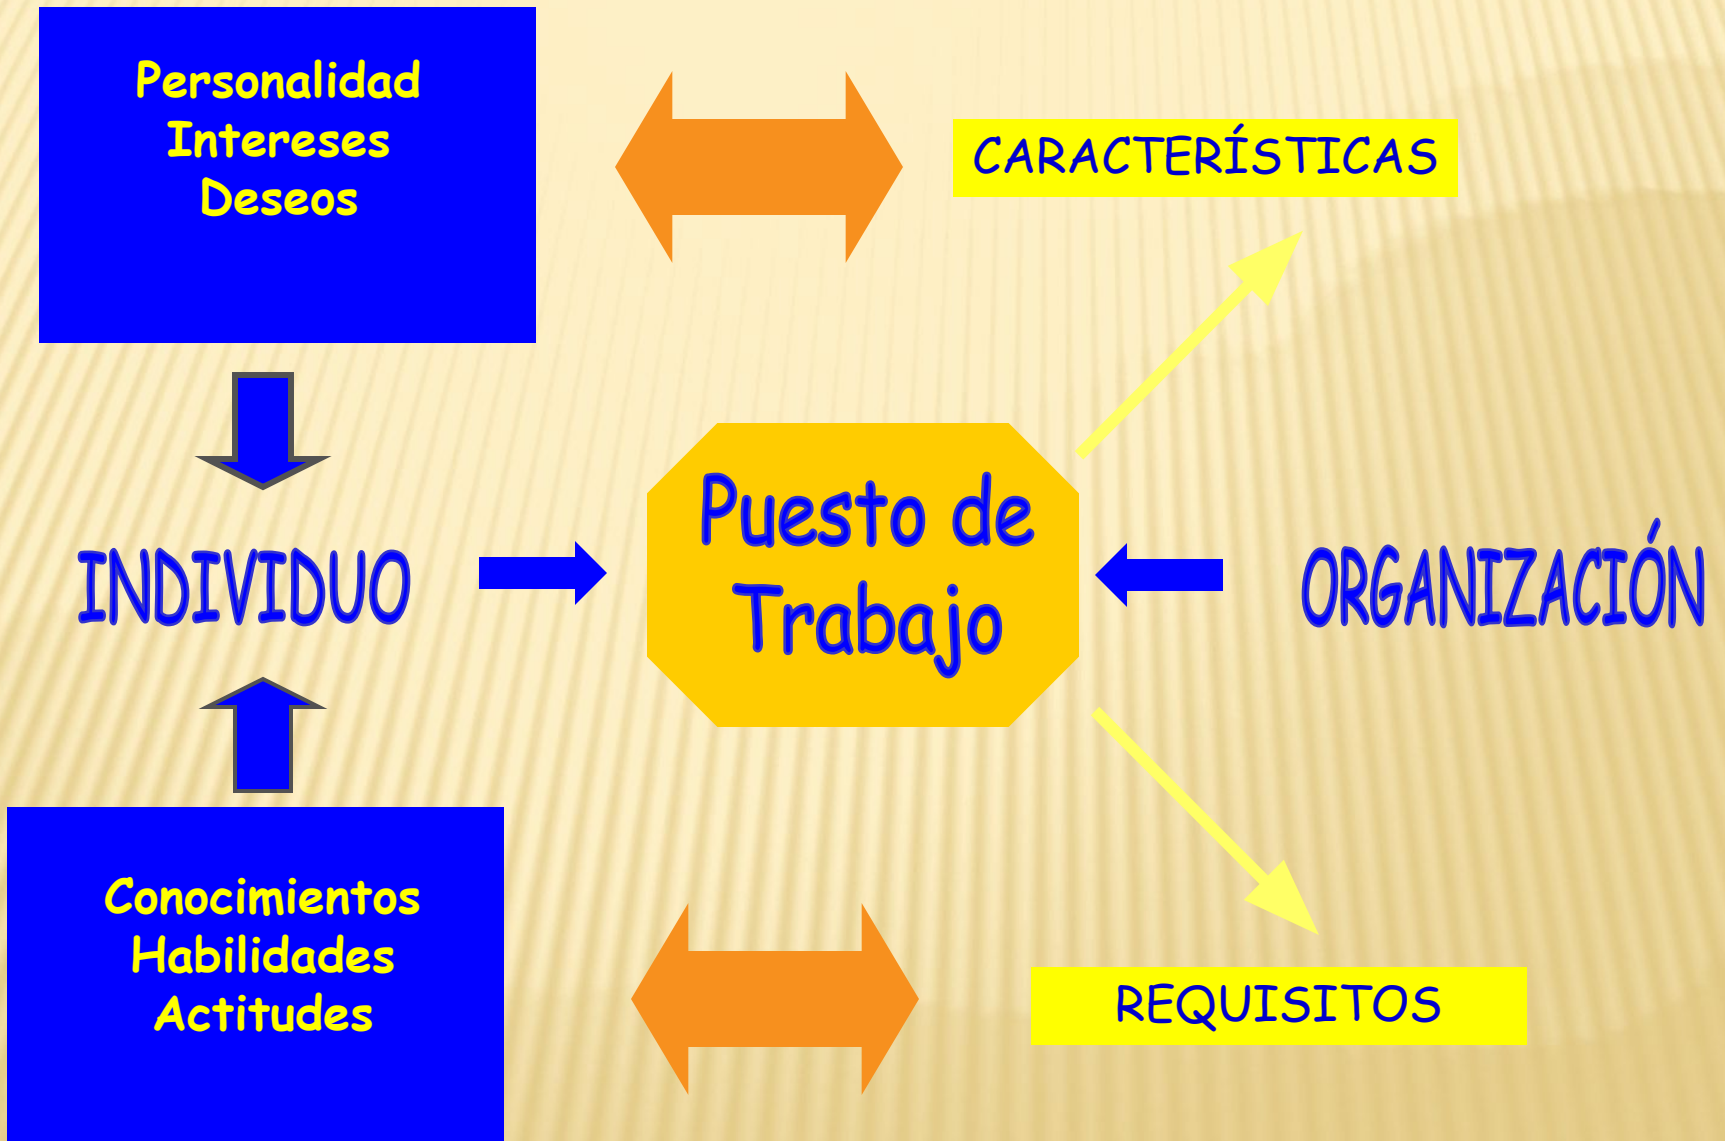 Personalidad
Intereses
Deseos
CARACTERÍSTICAS
Puesto de
Trabajo
INDIVIDUO
ORGANIZACIÓN
Conocimientos
Habilidades
Actitudes
REQUISITOS